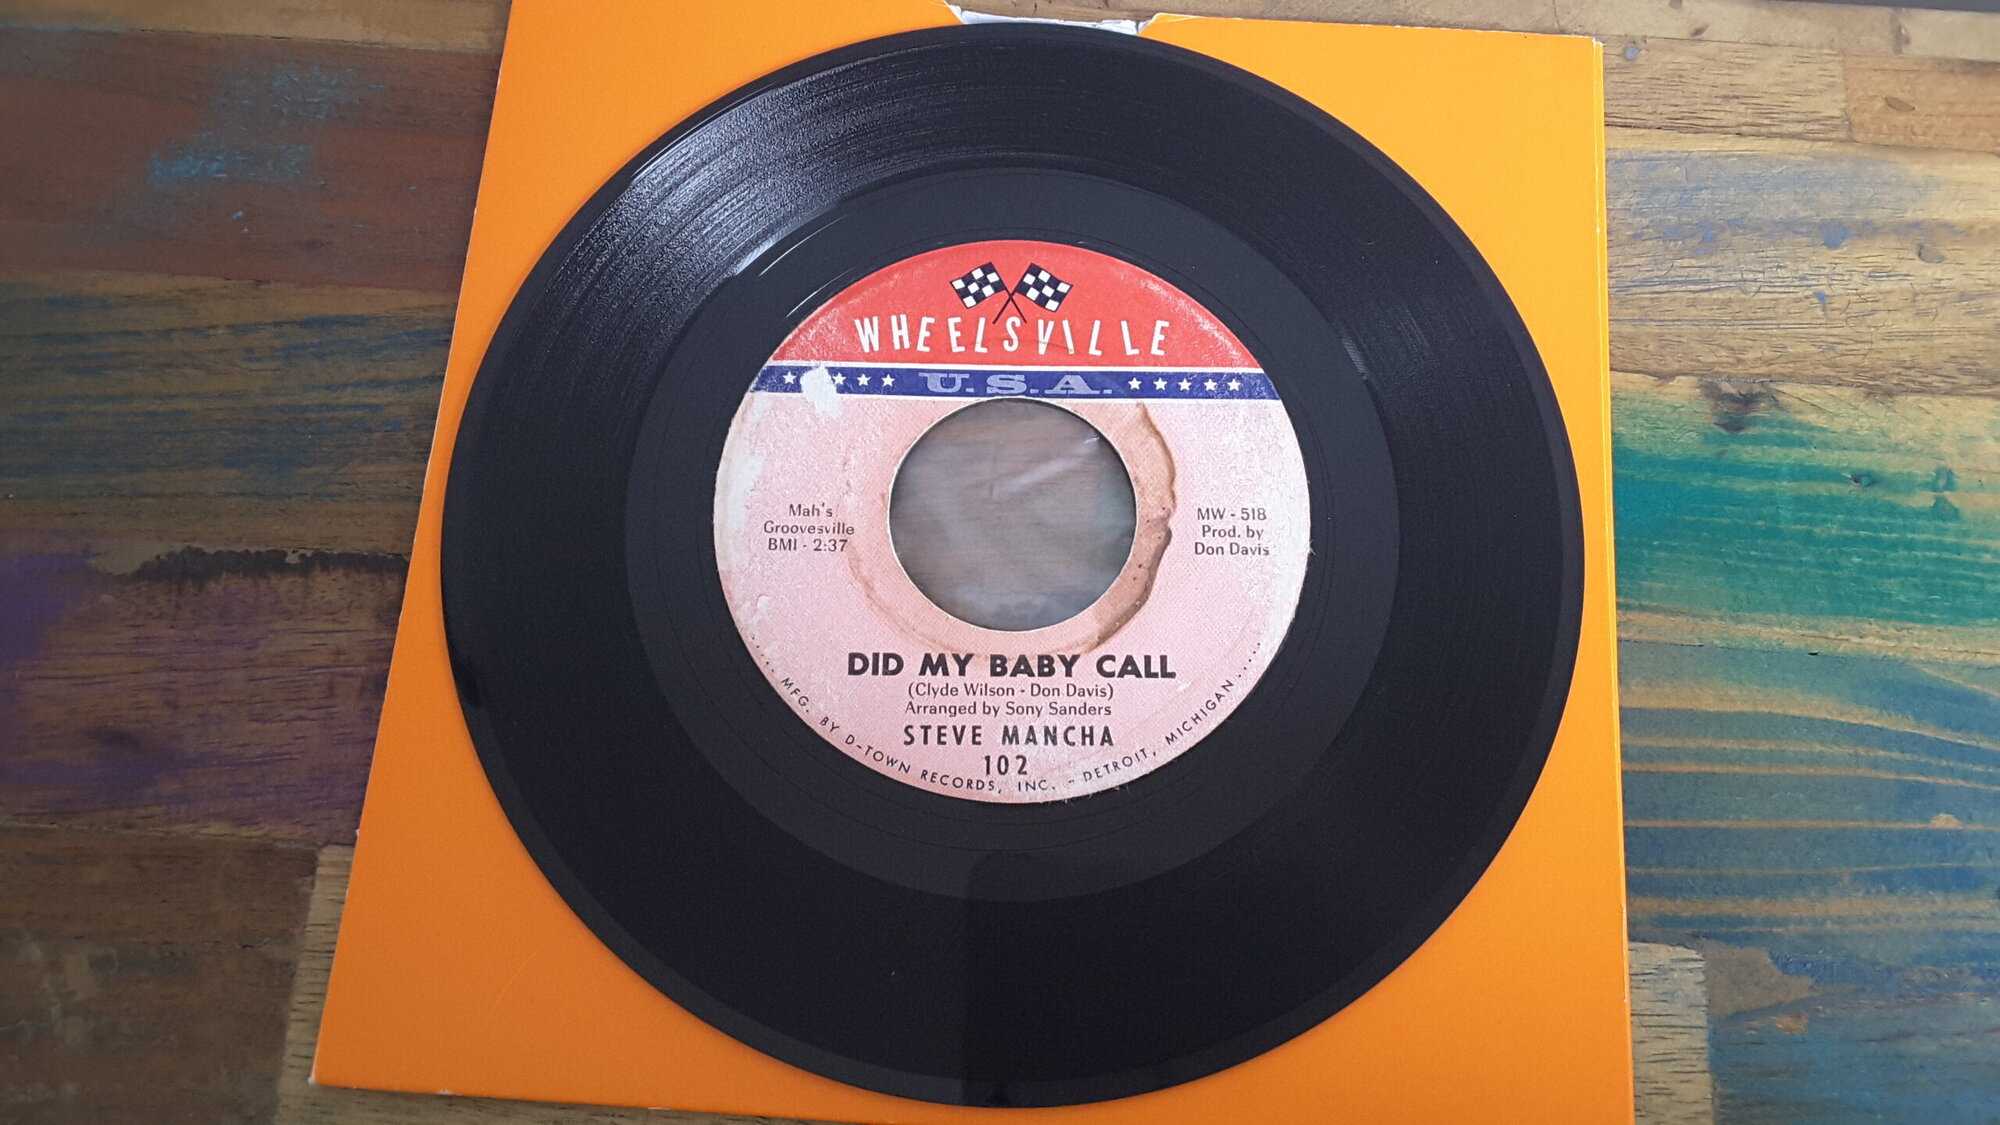 WHEELSVILLE
U.S.A.
Mah's
Groovesville
BMI - 2:37
MW - 518
Prod. by
Don Davis
DID MY BABY CALL
(Clyde Wilson - Don Davis)
Arranged by Sony Sanders
STEVE MANCHA
102
..... MFG. BY D-TOWN RECORDS, INC. - DETROIT, MICHIGAN .....